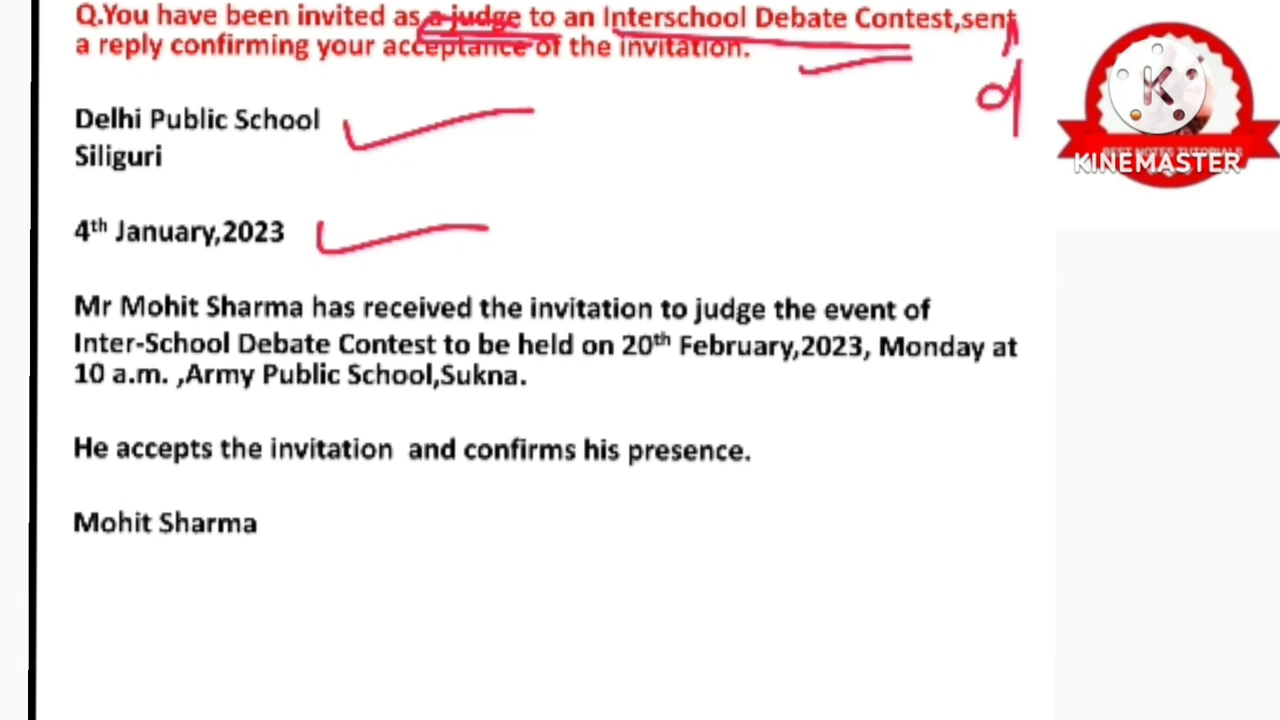 Q.You have been invited as a judge to an Interschool Debate Contest,sent
d
a reply confirming your acceptance of the invitation.
Delhi Public School
Siliguri
4th January,2023
Mr Mohit Sharma has received the invitation to judge the event of
Inter-School Debate Contest to be held on 20th February,2023, Monday at
10 a.m. ,Army Public School,Sukna.
He accepts the invitation and confirms his presence.
Mohit Sharma
K
BEST NOTES TUTORIALS
KINEMASTER